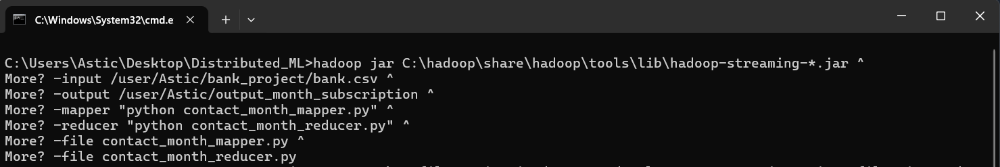 C:\Windows\System32\cmd.e
C:\Users\Astic\Desktop\Distributed_ML>hadoop jar C:\hadoop\share\hadoop\tools\lib\hadoop-streaming-*.jar ^
More? -input /user/Astic/bank_project/bank.csv ^
More? -output /user/Astic/output_month_subscription ^
More? -mapper "python contact_month_mapper.py" ^
More? -reducer "python contact_month_reducer.py" ^
More? -file contact_month_mapper.py ^
More? -file contact_month_reducer.py